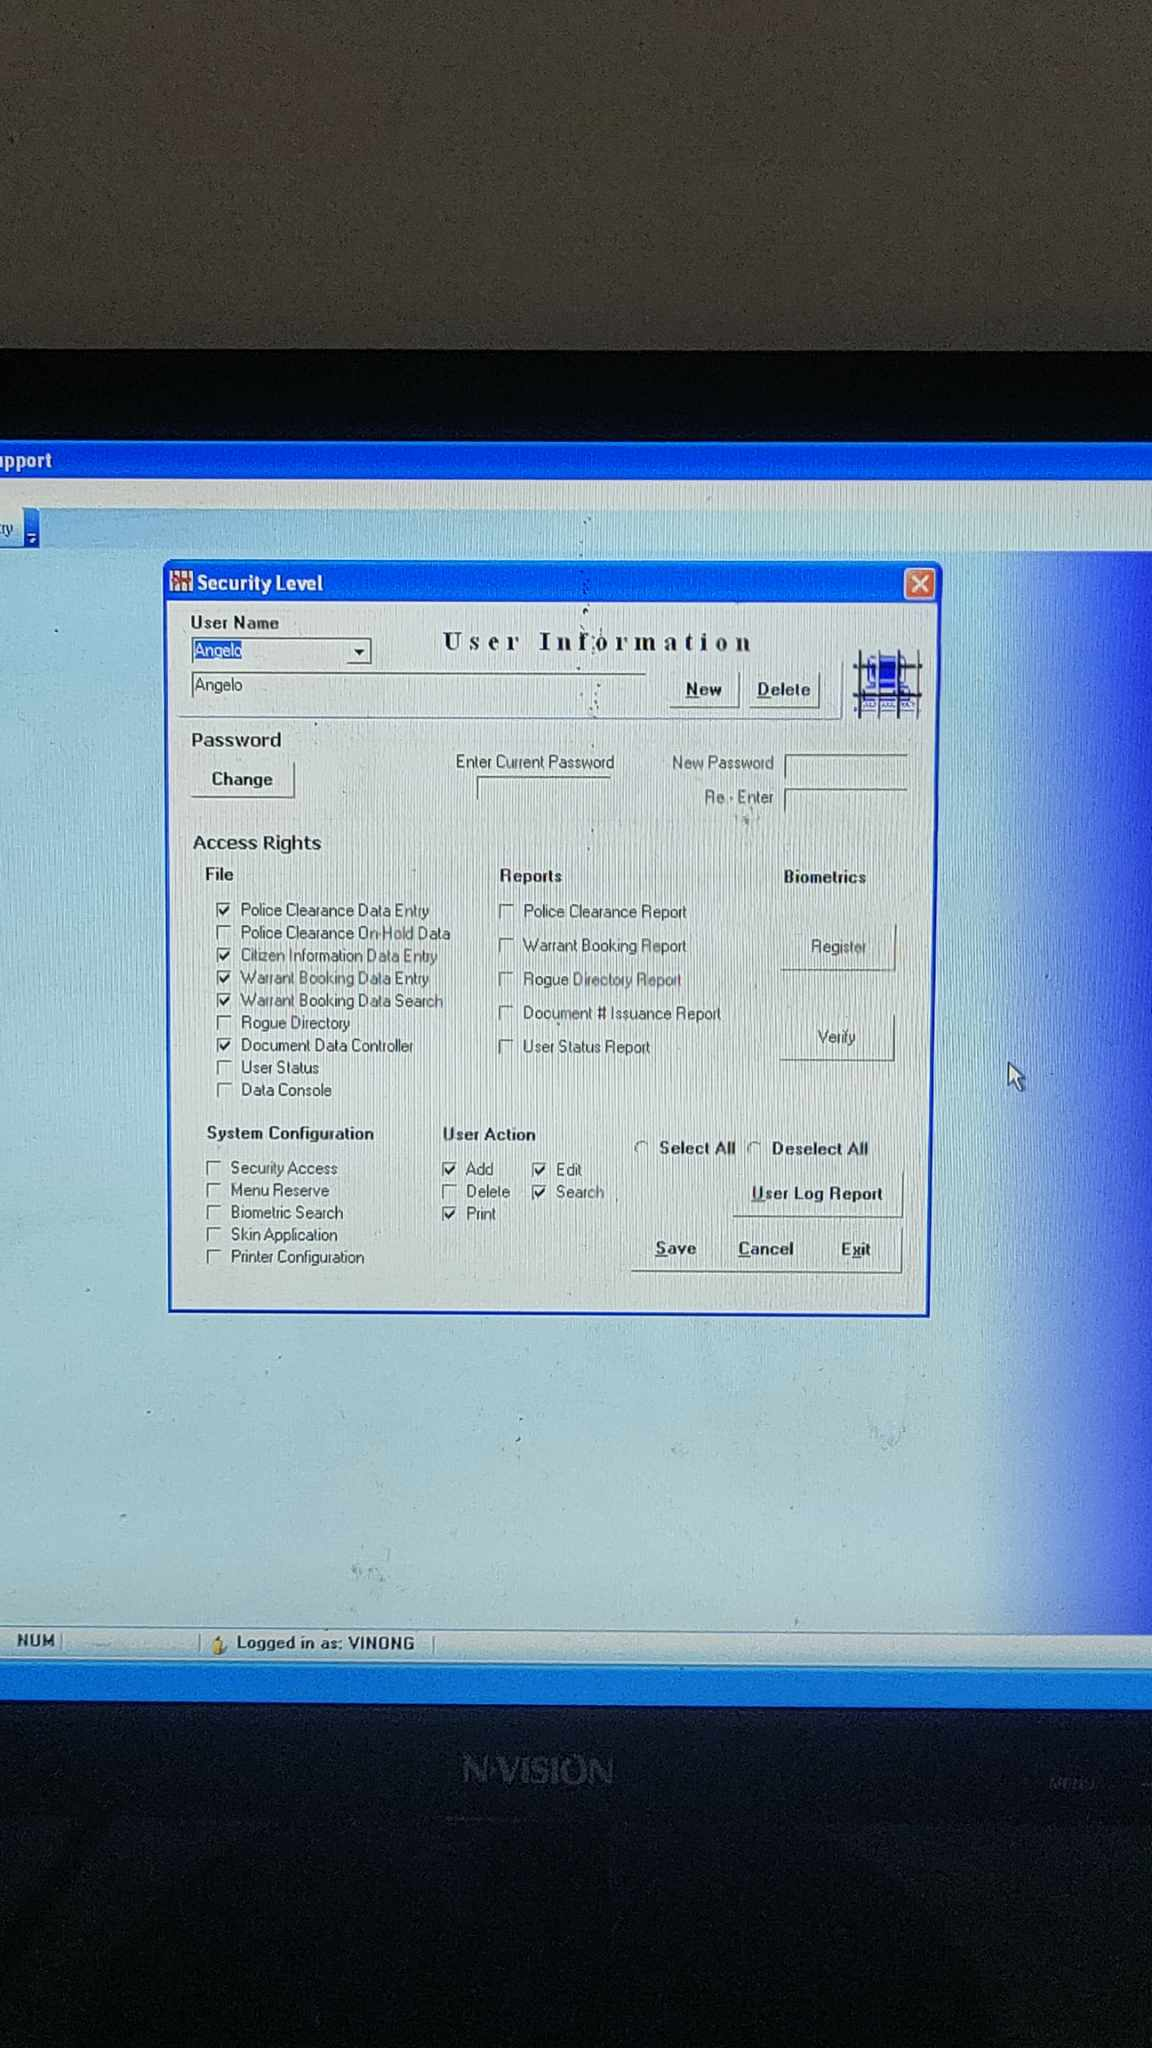 upport
ry
Security Level
User Name
Angelo
User Information
Angelo
New
Delete
Password
Change
Enter Current Password
New Password
Re - Enter
Access Rights
File
Police Clearance Data Entry
Police Clearance On-Hold Data
Citizen Information Data Entry
Warrant Booking Data Entry
Warrant Booking Data Search
Rogue Directory
Document Data Controller
User Status
Data Console
Reports
Police Clearance Report
Warrant Booking Report
Rogue Directory Report
Document # Issuance Report
User Status Report
Biometrics
Register
Verify
System Configuration
Security Access
Menu Reserve
Biometric Search
Skin Application
Printer Configuration
User Action
Add
Edit
Delete
Search
Print
Select All
Deselect All
User Log Report
Save
Cancel
Exit
NUM
Logged in as: VINONG
N-VISION
MENU